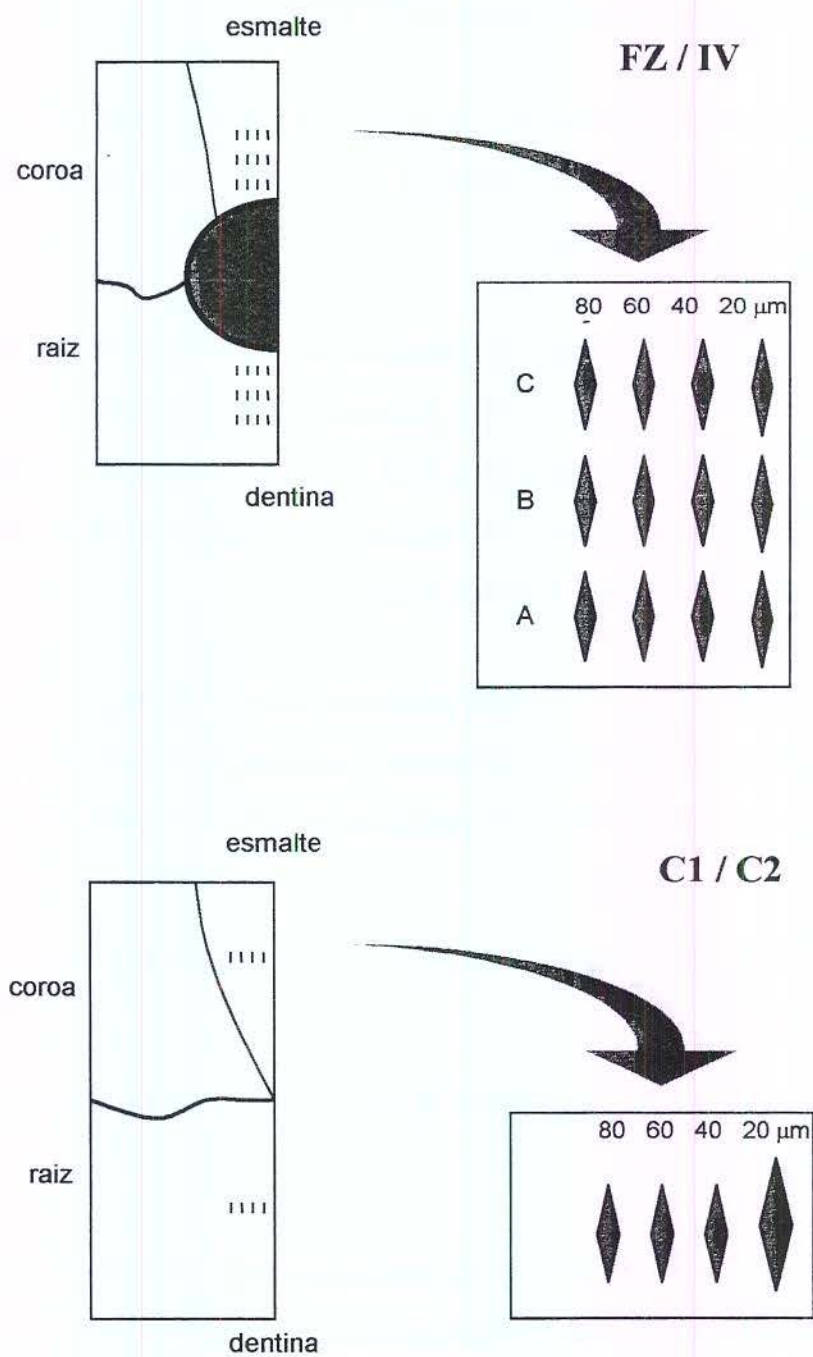 esmalte
FZ / IV
coroa
raiz
dentina
80 60 40 20 µm
C
B
A
esmalte
C1 / C2
coroa
raiz
dentina
80 60 40 20 µm